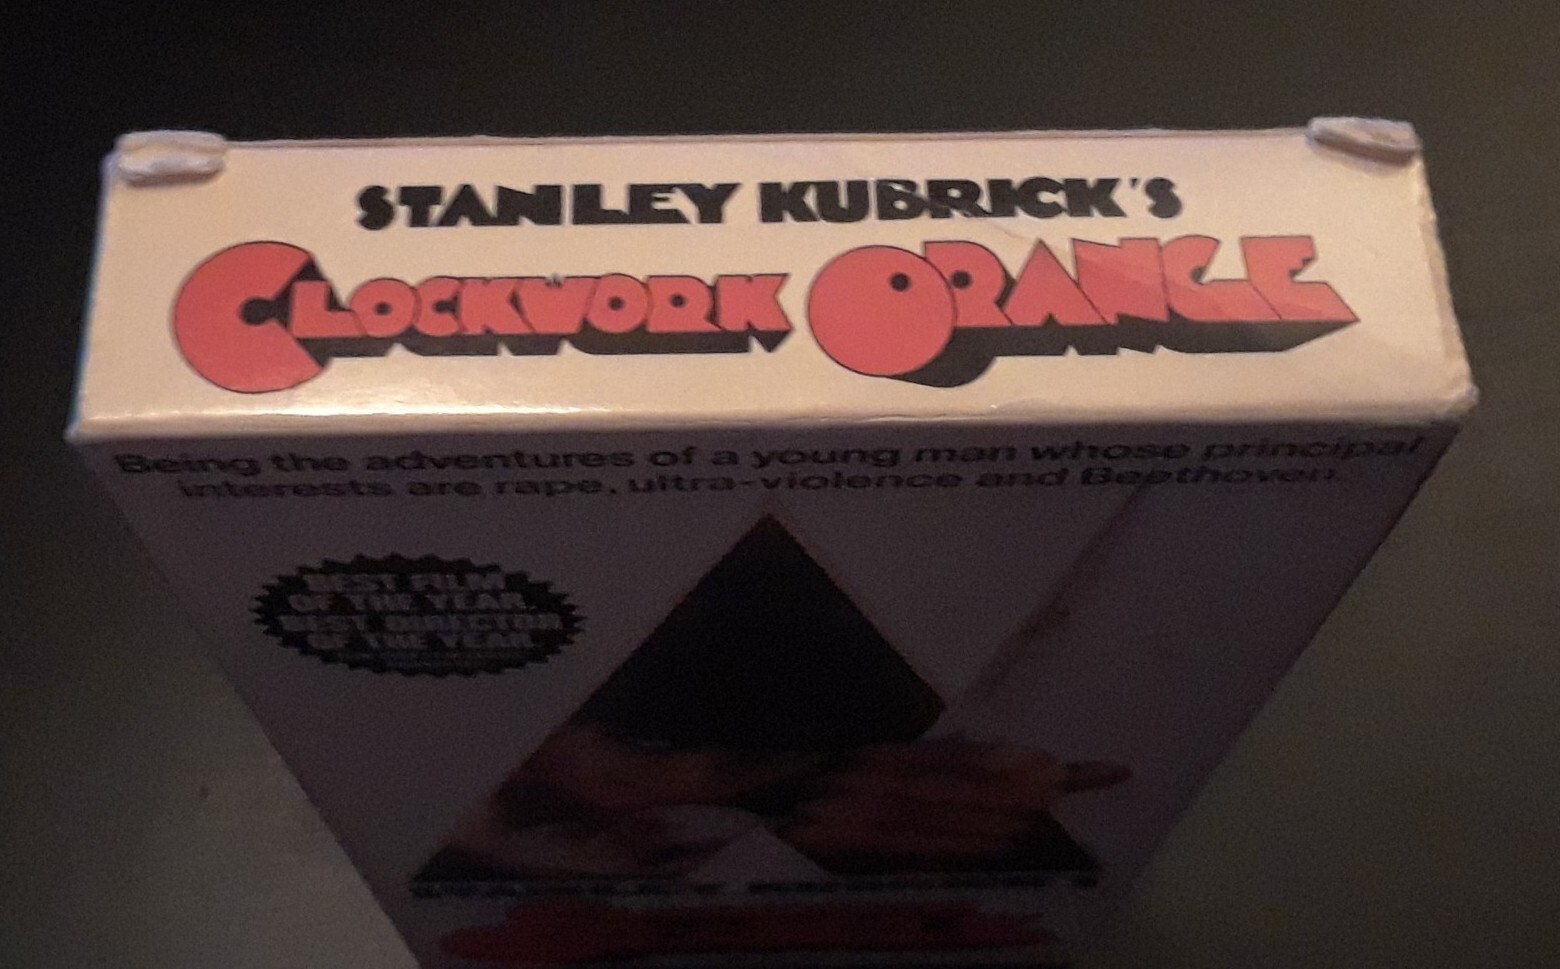 STANLEY KUBRICK'S
CLOCKWORK ORANGE
Being the adventures of a young man whose principal
interests are rape, ultra-violence and Beethoven.
BEST FILM
OF THE YEAR.
BEST DIRECTOR
OF THE YEAR